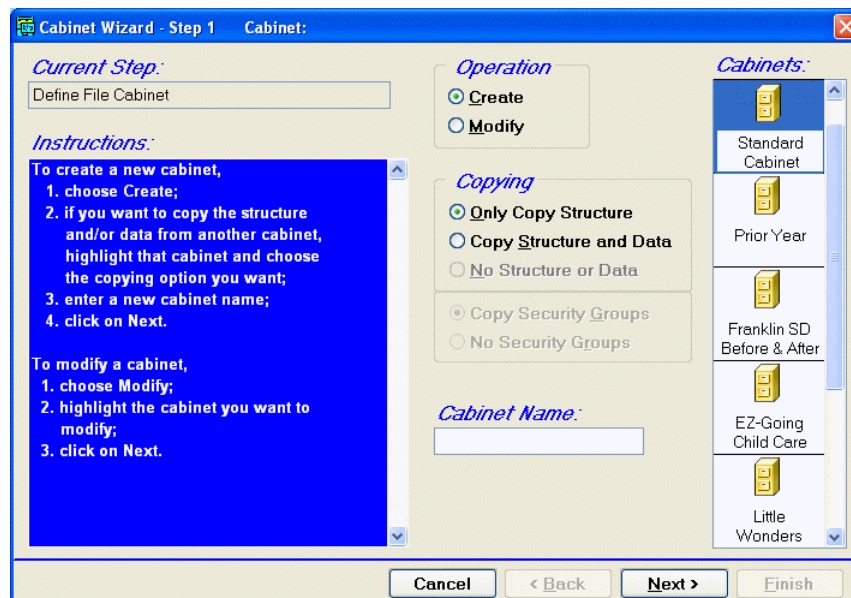 Cabinet Wizard - Step 1 Cabinet:
Current Step:
Define File Cabinet
Instructions:
To create a new cabinet,
1. choose Create;
2. if you want to copy the structure
and/or data from another cabinet,
highlight that cabinet and choose
the copying option you want;
3. enter a new cabinet name;
4. click on Next.
To modify a cabinet,
1. choose Modify;
2. highlight the cabinet you want to
modify;
3. click on Next.
Operation
Create
Modify
Copying
Only Copy Structure
Copy Structure and Data
No Structure or Data
Copy Security Groups
No Security Groups
Cabinet Name:
Cabinets:
Standard
Cabinet
Prior Year
Franklin SD
Before & After
EZ-Going
Child Care
Little
Wonders
Cancel
< Back
Next >
Finish